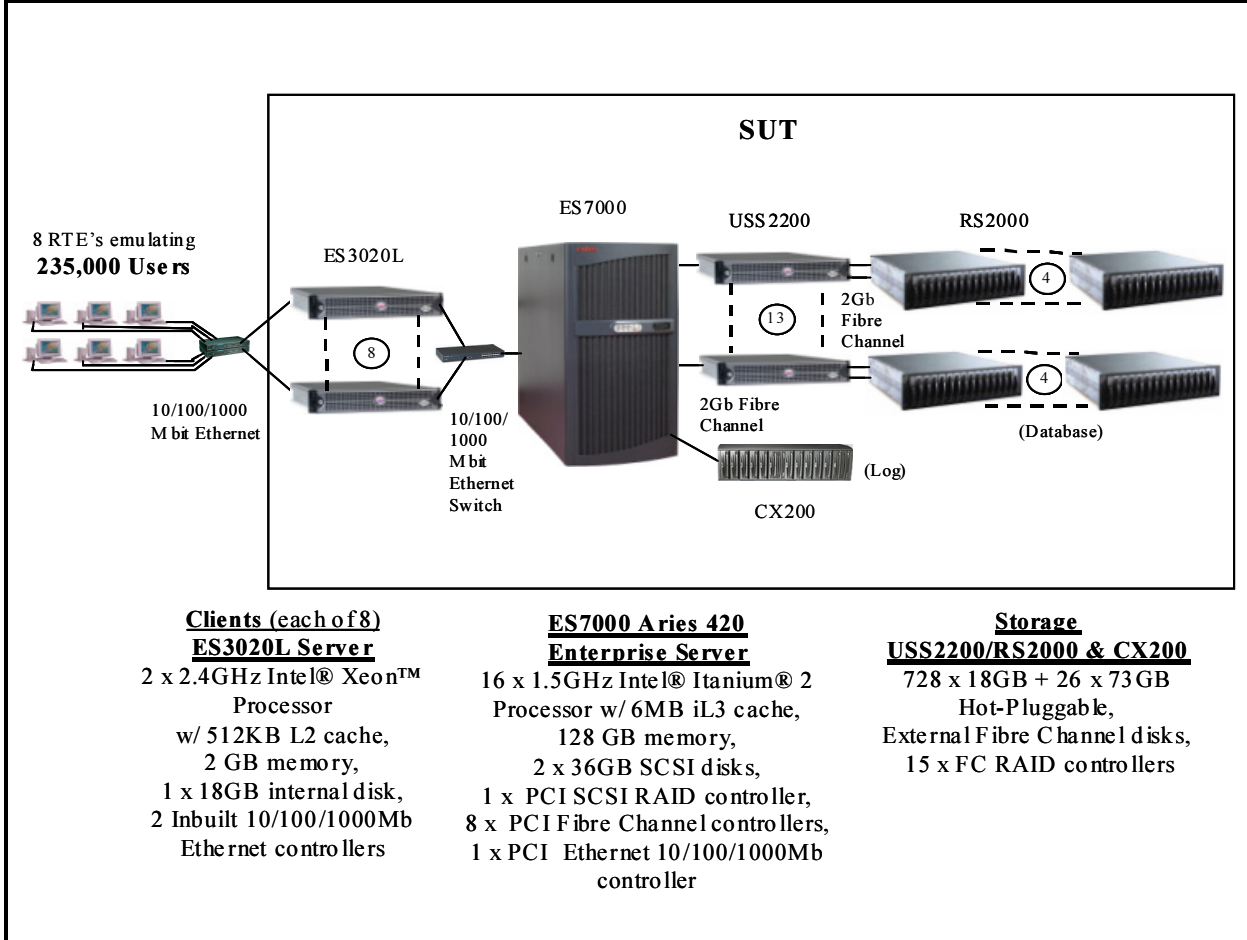 SUT
8 RTE's emulating
235,000 Users
10/100/1000
Mbit Ethernet
ES3020L
8
10/100/
1000
Mbit
Ethernet
Switch
ES7000
USS2200
13
2Gb
Fibre
Channel
2Gb Fibre
Channel
RS2000
4
4
(Database)
(Log)
CX200
Clients (each of 8)
ES3020L Server
2 x 2.4GHz Intel® Xeon™
Processor
w/ 512KB L2 cache,
2 GB memory,
1 x 18GB internal disk,
2 Inbuilt 10/100/1000Mb
Ethernet controllers
ES7000 Aries 420
Enterprise Server
16 x 1.5GHz Intel® Itanium® 2
Processor w/ 6MB iL3 cache,
128 GB memory,
2 x 36GB SCSI disks,
1 x PCI SCSI RAID controller,
8 x PCI Fibre Channel controllers,
1 x PCI Ethernet 10/100/1000Mb
controller
Storage
USS2200/RS2000 & CX200
728 x 18GB + 26 x 73GB
Hot-Pluggable,
External Fibre Channel disks,
15 x FC RAID controllers